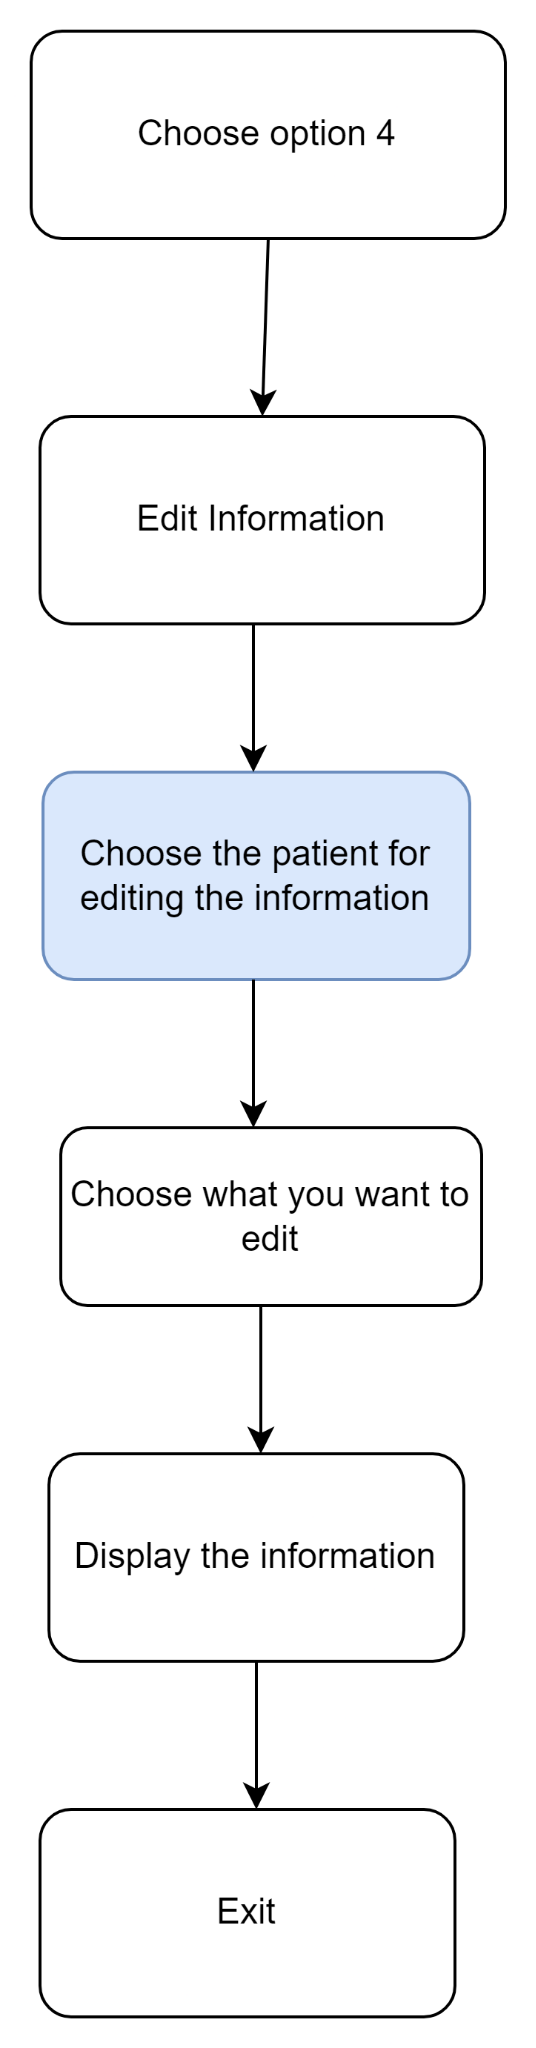 Choose option 4
Edit Information
Choose the patient for
editing the information
Choose what you want to
edit
Display the information
Exit